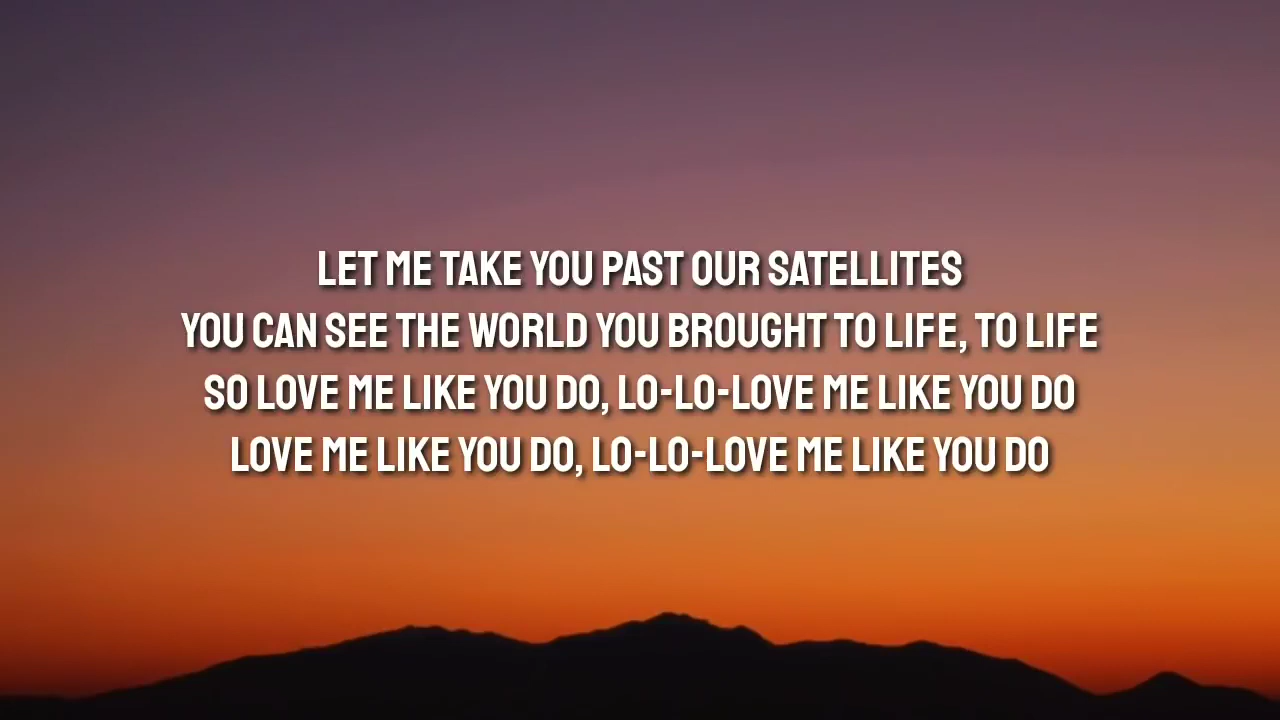 LET ME TAKE YOU PAST OUR SATELLITES
YOU CAN SEE THE WORLD YOU BROUGHT TO LIFE, TO LIFE
SO LOVE ME LIKE YOU DO, LO-LO-LOVE ME LIKE YOU DO
LOVE ME LIKE YOU DO, LO-LO-LOVE ME LIKE YOU DO